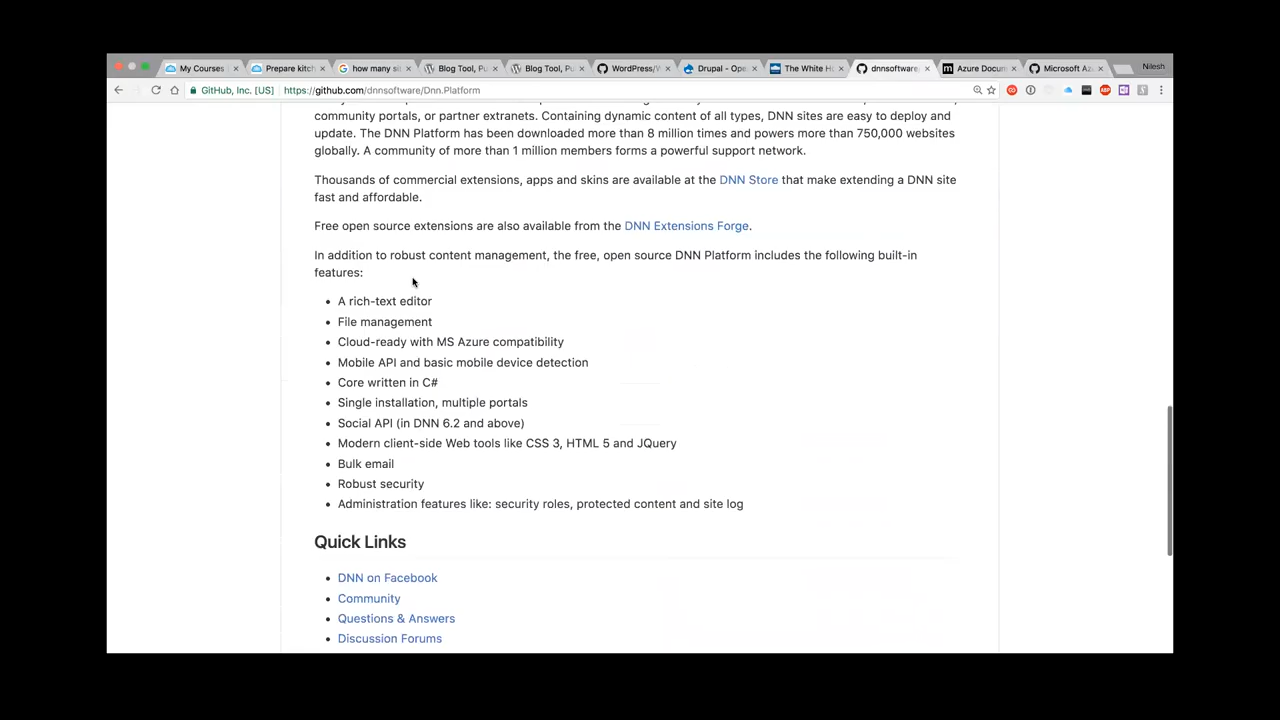 My Courses
Prepare kitch
how many si
Blog Tool, Pu
Blog Tool, Pu
WordPress/W
Drupal - Ope
The White Ho
dnnsoftware/
Azure Docum
Microsoft Az
Nilesh
GitHub, Inc. [US]
https://github.com/dnnsoftware/Dnn.Platform
community portals, or partner extranets. Containing dynamic content of all types, DNN sites are easy to deploy and
update. The DNN Platform has been downloaded more than 8 million times and powers more than 750,000 websites
globally. A community of more than 1 million members forms a powerful support network.
Thousands of commercial extensions, apps and skins are available at the DNN Store that make extending a DNN site
fast and affordable.
Free open source extensions are also available from the DNN Extensions Forge.
In addition to robust content management, the free, open source DNN Platform includes the following built-in
features:
A rich-text editor
File management
Cloud-ready with MS Azure compatibility
Mobile API and basic mobile device detection
Core written in C#
Single installation, multiple portals
Social API (in DNN 6.2 and above)
Modern client-side Web tools like CSS 3, HTML 5 and JQuery
Bulk email
Robust security
Administration features like: security roles, protected content and site log
Quick Links
DNN on Facebook
Community
Questions & Answers
Discussion Forums